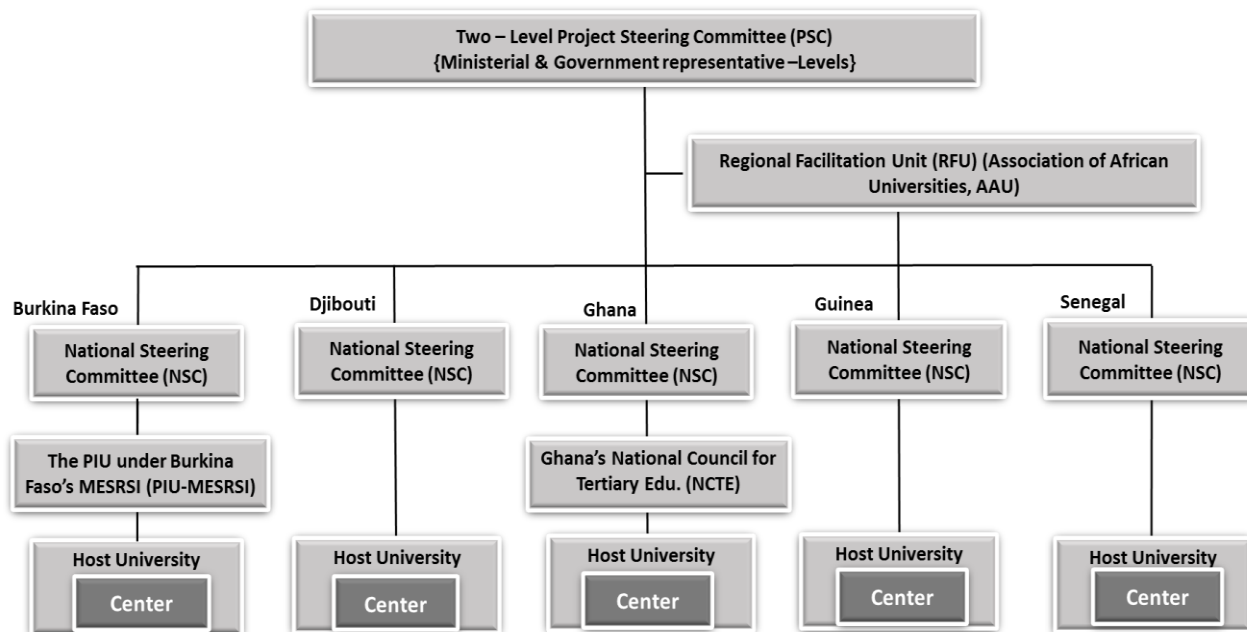 Two – Level Project Steering Committee (PSC)
{Ministerial & Government representative –Levels}
Regional Facilitation Unit (RFU) (Association of African
Universities, AAU)
Burkina Faso
Djibouti
Ghana
Guinea
Senegal
National Steering
Committee (NSC)
National Steering
Committee (NSC)
National Steering
Committee (NSC)
National Steering
Committee (NSC)
National Steering
Committee (NSC)
The PIU under Burkina
Faso’s MESRSI (PIU-MESRSI)
Ghana’s National Council for
Tertiary Edu. (NCTE)
Host University
Center
Host University
Center
Host University
Center
Host University
Center
Host University
Center